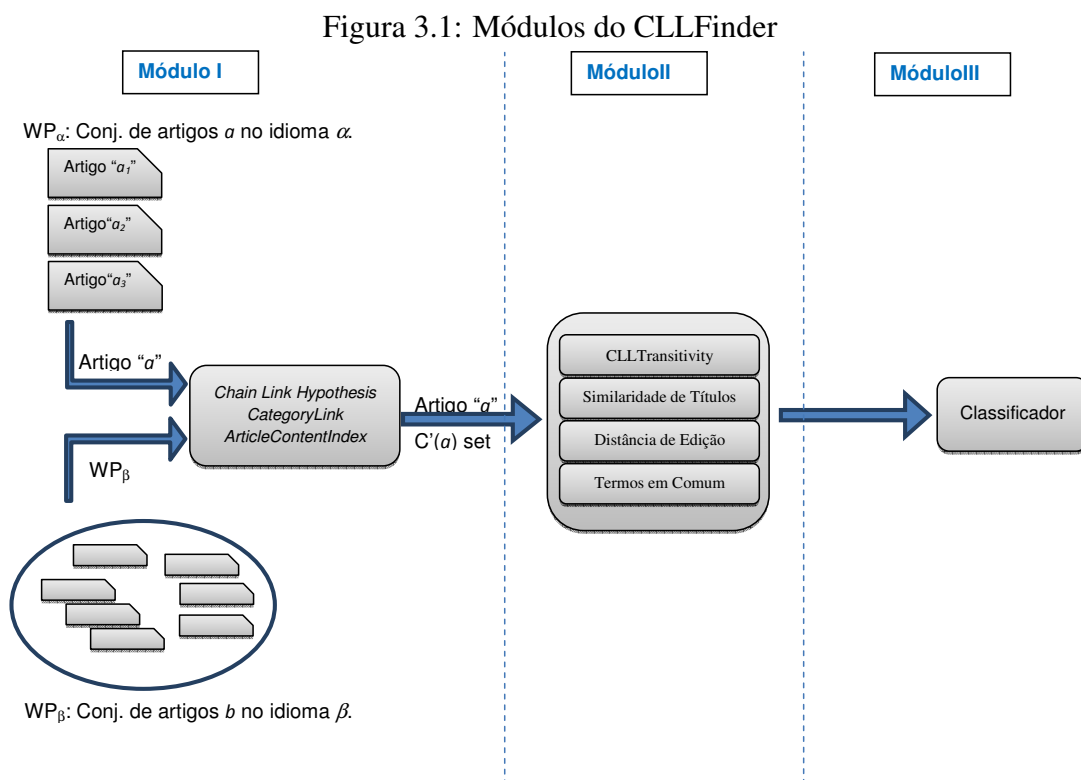 Figura 3.1: Módulos do CLLFinder
Módulo I
MóduloII
MóduloIII
WPα: Conj. de artigos a no idioma α.
Artigo “a1”
Artigo“a2”
Artigo“a3”
Artigo “a”
Chain Link Hypothesis
CategoryLink
ArticleContentIndex
WPβ
Artigo “a”
C’(a) set
CLLTransitivity
Similaridade de Títulos
Distância de Edição
Termos em Comum
Classificador
WPβ: Conj. de artigos b no idioma β.